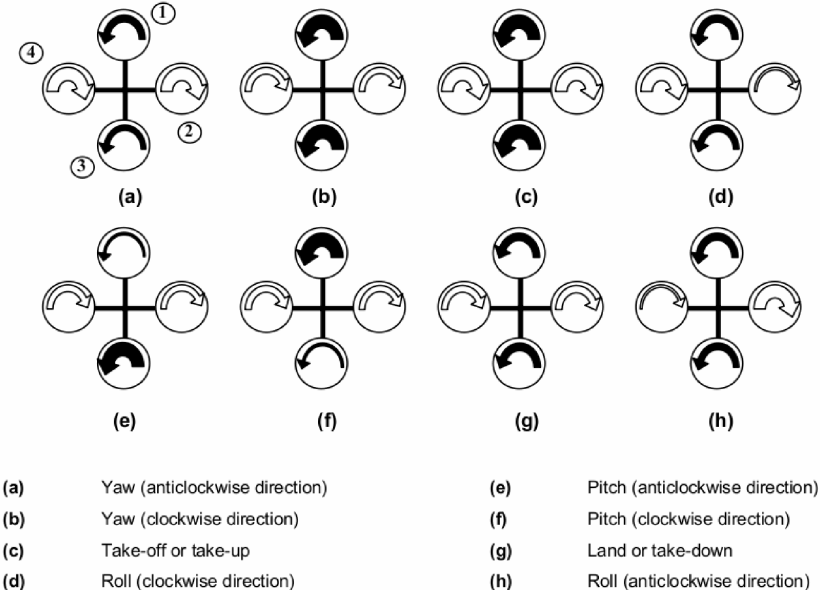 1
4
2
3
(a) (b) (c) (d)
(e) (f) (g) (h)
(a) Yaw (anticlockwise direction) (e) Pitch (anticlockwise direction)
(b) Yaw (clockwise direction) (f) Pitch (clockwise direction)
(c) Take-off or take-up (g) Land or take-down
(d) Roll (clockwise direction) (h) Roll (anticlockwise direction)